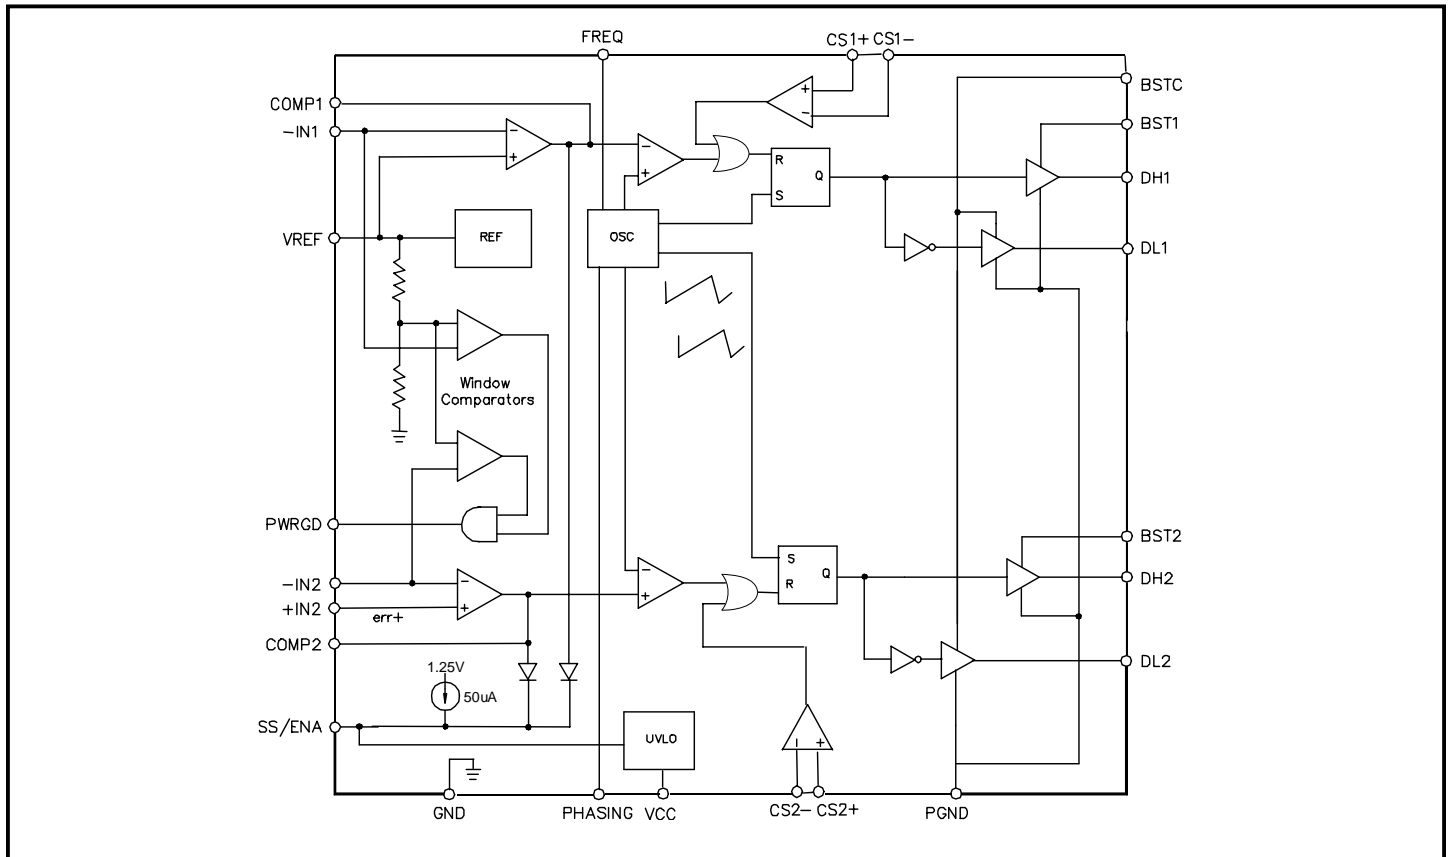 FREQ
CS1+ CS1-
COMP1
-IN1
VREF
PWRGD
-IN2
+IN2
COMP2
SS/ENA
-
+
REF
Window
Comparators
-
+
err+
1.25V
50uA
OSC
-
+
+
-
R
Q
S
-
+
S
Q
R
UVLO
- +
BSTC
BST1
DH1
DL1
BST2
DH2
DL2
GND
PHASING
VCC
CS2- CS2+
PGND